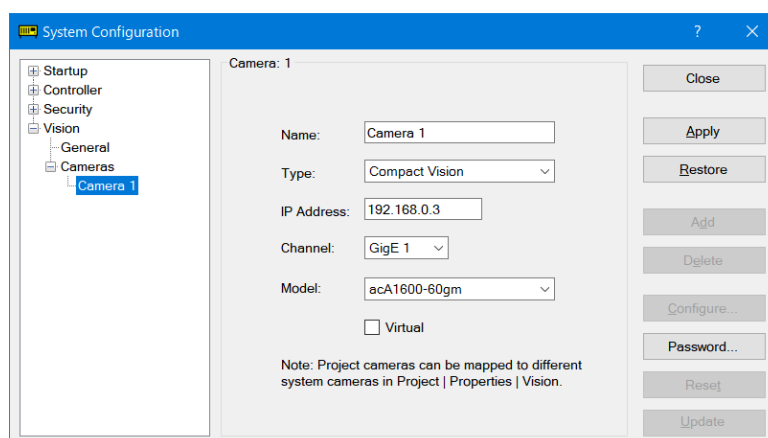 System Configuration
?
Startup
Controller
Security
Vision
General
Cameras
Camera 1
Camera: 1
Name: Camera 1
Type: Compact Vision
IP Address: 192.168.0.3
Channel: GigE 1
Model: acA1600-60gm
Virtual
Note: Project cameras can be mapped to different
system cameras in Project | Properties | Vision.
Close
Apply
Restore
Add
Delete
Configure...
Password...
Reset
Update